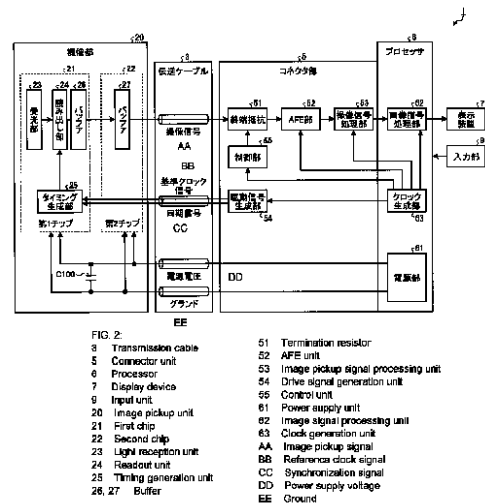 20
撮像部
21
22
23
24
26
27
受光部
読み出し部
バッファ
バッファ
25
タイミング生成部
第1チップ
第2チップ
C100
3
伝送ケーブル
撮像信号
AA
BB
基準クロック信号
同期信号
CC
電源電圧
グランド
EE
DD
5
コネクタ部
51
52
53
終端抵抗
AFE部
撮像信号処理部
55
制御部
駆動信号生成部
54
6
プロセッサ
62
画像信号処理部
クロック生成部
63
61
電源部
7
表示装置
9
入力部
FIG. 2:
3 Transmission cable
5 Connector unit
6 Processor
7 Display device
9 Input unit
20 Image pickup unit
21 First chip
22 Second chip
23 Light reception unit
24 Readout unit
25 Timing generation unit
26, 27 Buffer
51 Termination resistor
52 AFE unit
53 Image pickup signal processing unit
54 Drive signal generation unit
55 Control unit
61 Power supply unit
62 Image signal processing unit
63 Clock generation unit
AA Image pickup signal
BB Reference clock signal
CC Synchronization signal
DD Power supply voltage
EE Ground